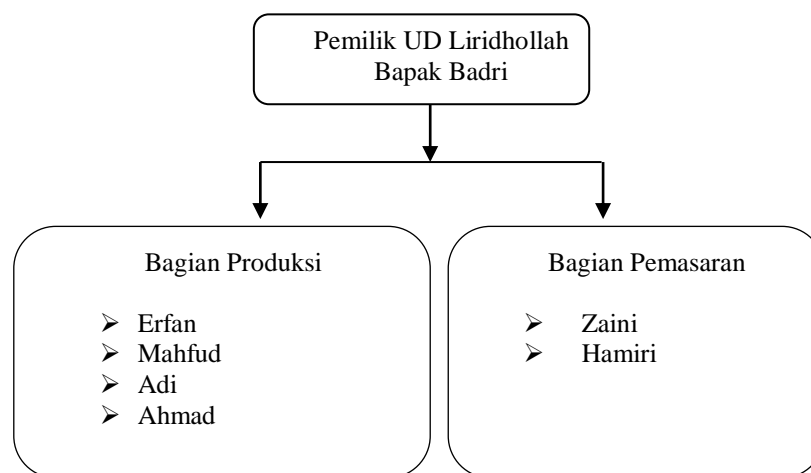 Pemilik UD Liridhollah
Bapak Badri
Bagian Produksi
➢ Erfan
➢ Mahfud
➢ Adi
➢ Ahmad
Bagian Pemasaran
➢ Zaini
➢ Hamiri